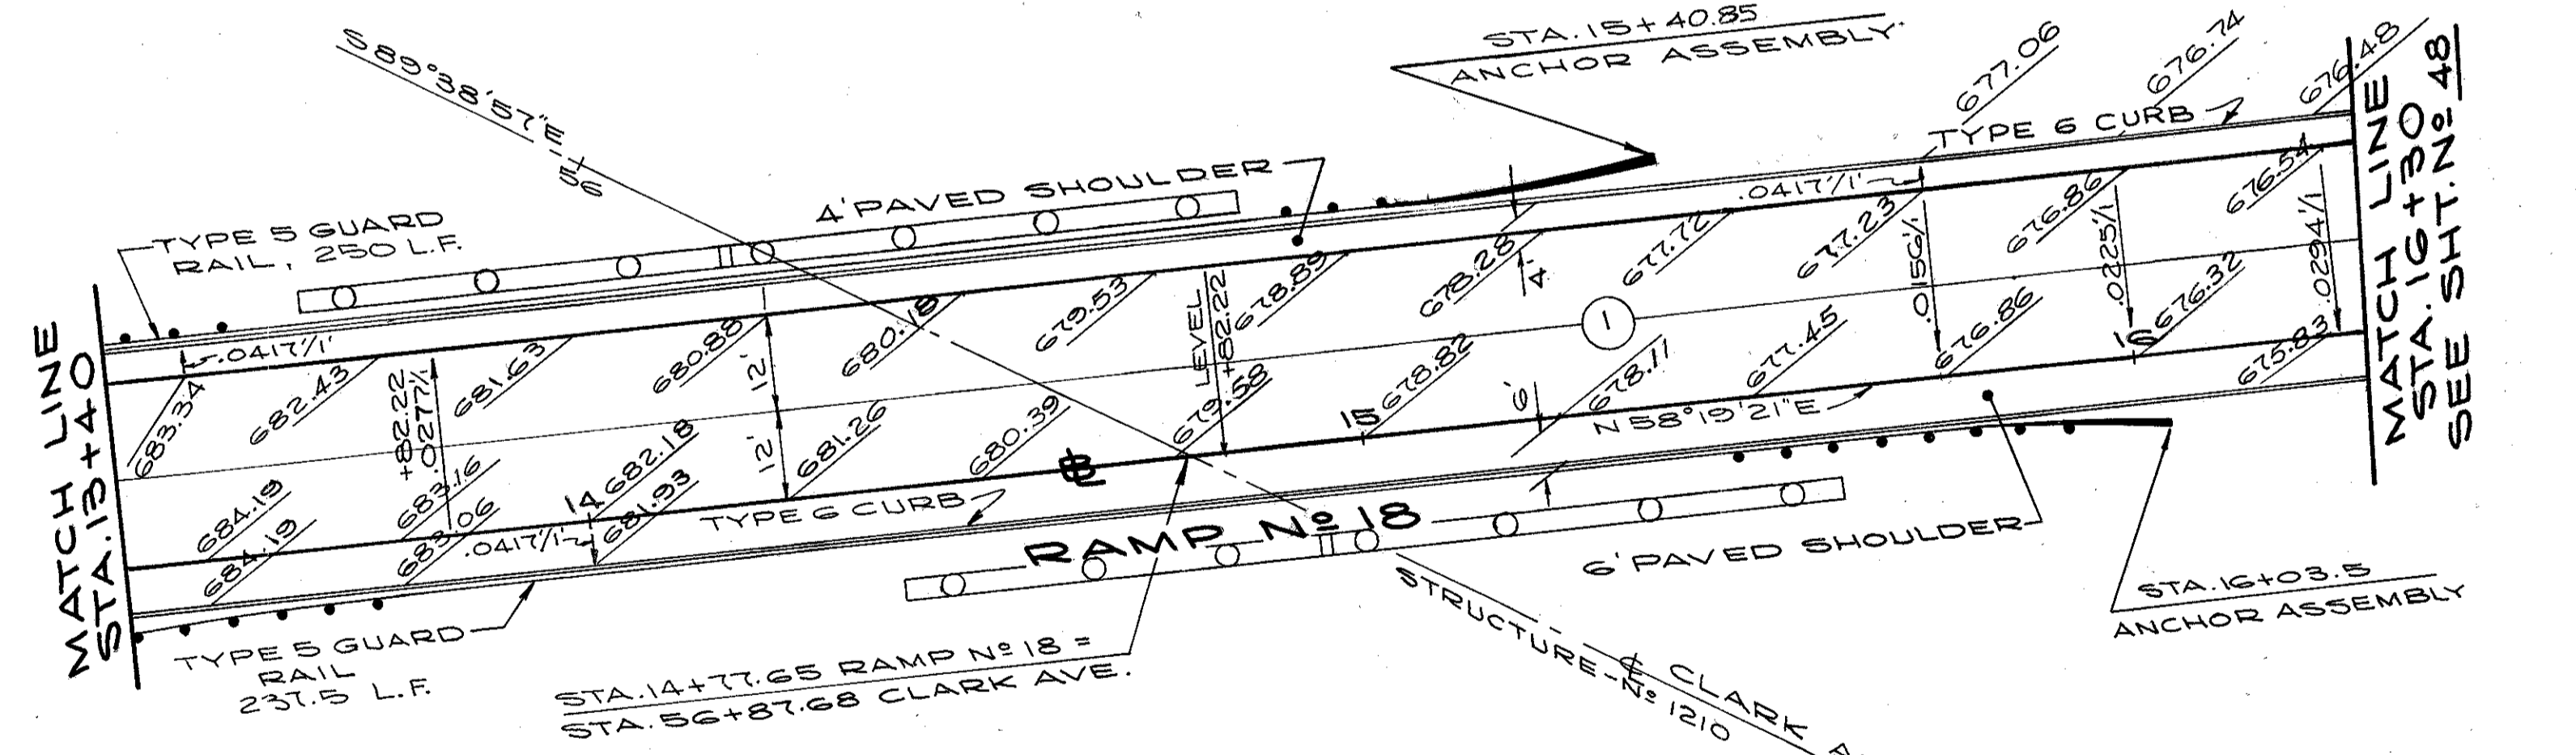 S 89°38'57"E
56
STA.15+40.85
ANCHOR ASSEMBLY
677.06
676.74
676.48
TYPE 6 CURB
MATCH LINE
STA.16+30
SEE SHT.Nº 48
4' PAVED SHOULDER
TYPE 5 GUARD
RAIL, 250 L.F.
.0417'/1'
.0417'/1'
683.34
682.43
681.63
680.88
680.18
679.53
678.89
678.28
677.72
677.23
676.86
676.54
+82.22
.0277'/1
12'
12'
LEVEL
+82.22
4'
1
.0156'/1
.0225'/1
.0294'/1
MATCH LINE
STA.13+40
684.19
683.16
14
682.18
681.26
680.39
679.58
15
678.82
678.11
677.45
676.86
16
676.32
675.83
684.19
683.06
.0417'/1'
681.93
6'
N 58°19'21"E
TYPE 6 CURB
RAMP Nº 18
6' PAVED SHOULDER
TYPE 5 GUARD
RAIL
237.5 L.F.
STA.14+77.65 RAMP Nº 18 =
STA.56+87.68 CLARK AVE.
STA.16+03.5
ANCHOR ASSEMBLY
℄ CLARK
STRUCTURE-Nº 1210